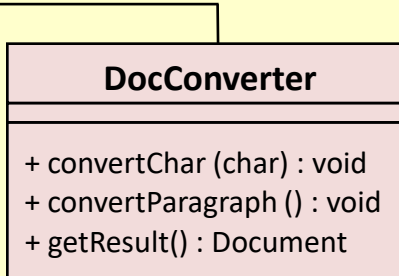 DocConverter
+ convertChar (char) : void
+ convertParagraph () : void
+ getResult() : Document